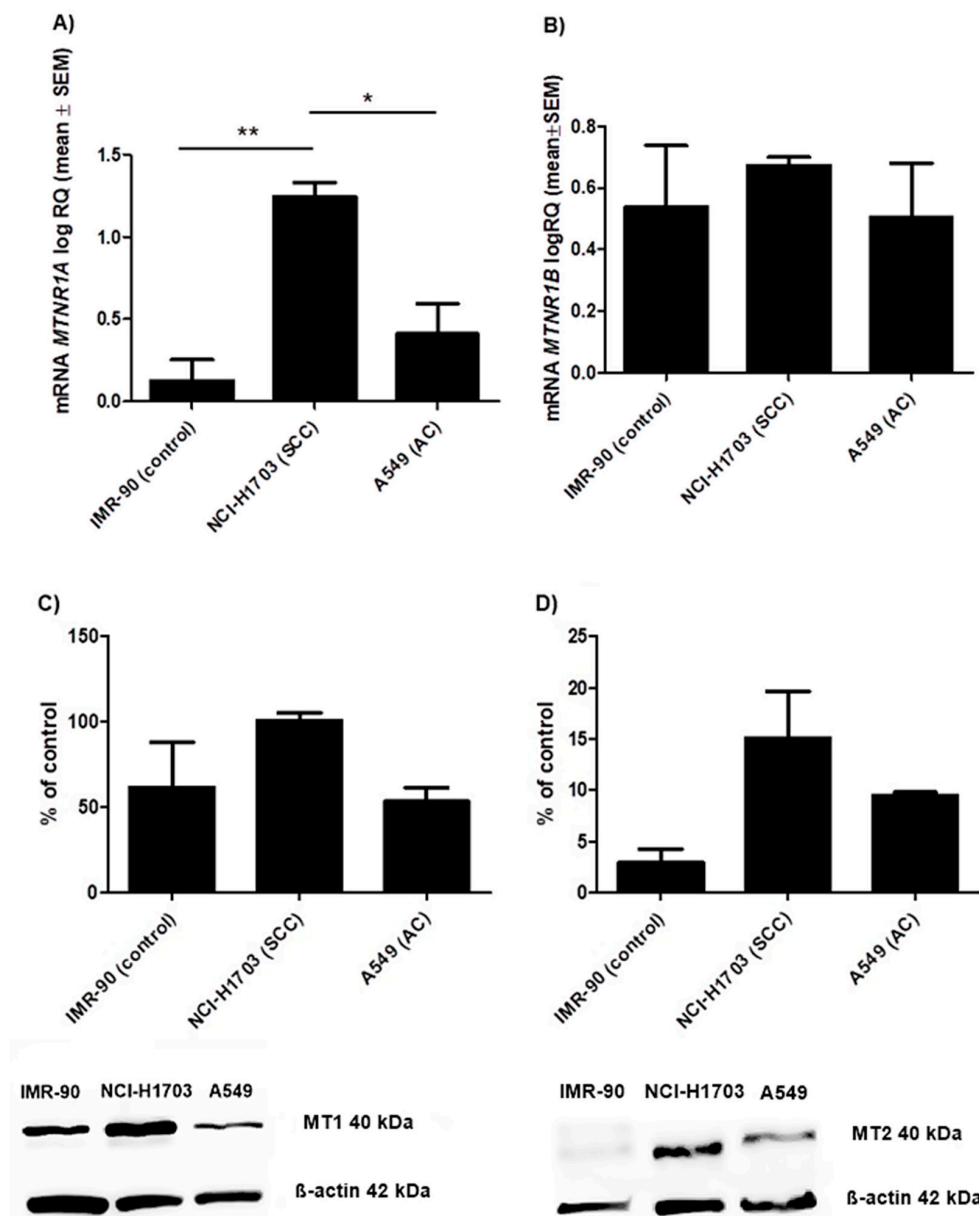 A)
mRNA MTNR1A log RQ (mean ± SEM)
1.5
1.0
0.5
0.0
**
*
IMR-90 (control)
NCI-H1703 (SCC)
A549 (AC)
B)
mRNA MTNR1B logRQ (mean±SEM)
0.8
0.6
0.4
0.2
0.0
IMR-90 (control)
NCI-H1703 (SCC)
A549 (AC)
C)
% of control
150
100
50
0
IMR-90 (control)
NCI-H1703 (SCC)
A549 (AC)
D)
% of control
25
20
15
10
5
0
IMR-90 (control)
NCI-H1703 (SCC)
A549 (AC)
IMR-90 NCI-H1703 A549
MT1 40 kDa
ß-actin 42 kDa
IMR-90 NCI-H1703 A549
MT2 40 kDa
ß-actin 42 kDa